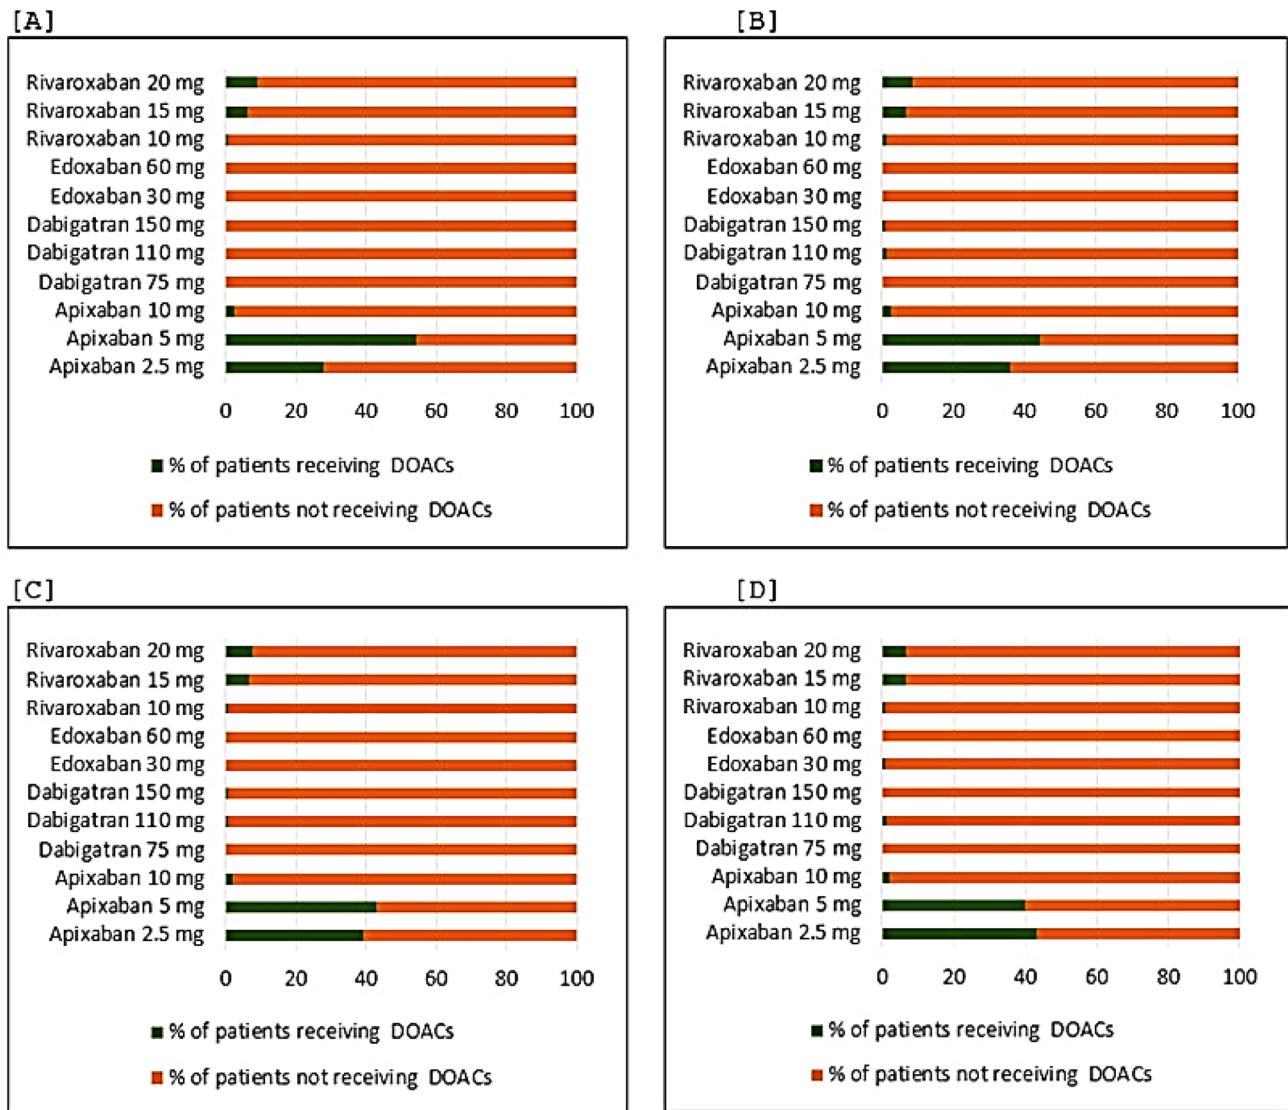 [A]
Rivaroxaban 20 mg
Rivaroxaban 15 mg
Rivaroxaban 10 mg
Edoxaban 60 mg
Edoxaban 30 mg
Dabigatran 150 mg
Dabigatran 110 mg
Dabigatran 75 mg
Apixaban 10 mg
Apixaban 5 mg
Apixaban 2.5 mg
0 20 40 60 80 100
% of patients receiving DOACs
% of patients not receiving DOACs
[B]
Rivaroxaban 20 mg
Rivaroxaban 15 mg
Rivaroxaban 10 mg
Edoxaban 60 mg
Edoxaban 30 mg
Dabigatran 150 mg
Dabigatran 110 mg
Dabigatran 75 mg
Apixaban 10 mg
Apixaban 5 mg
Apixaban 2.5 mg
0 20 40 60 80 100
% of patients receiving DOACs
% of patients not receiving DOACs
[C]
Rivaroxaban 20 mg
Rivaroxaban 15 mg
Rivaroxaban 10 mg
Edoxaban 60 mg
Edoxaban 30 mg
Dabigatran 150 mg
Dabigatran 110 mg
Dabigatran 75 mg
Apixaban 10 mg
Apixaban 5 mg
Apixaban 2.5 mg
0 20 40 60 80 100
% of patients receiving DOACs
% of patients not receiving DOACs
[D]
Rivaroxaban 20 mg
Rivaroxaban 15 mg
Rivaroxaban 10 mg
Edoxaban 60 mg
Edoxaban 30 mg
Dabigatran 150 mg
Dabigatran 110 mg
Dabigatran 75 mg
Apixaban 10 mg
Apixaban 5 mg
Apixaban 2.5 mg
0 20 40 60 80 100
% of patients receiving DOACs
% of patients not receiving DOACs